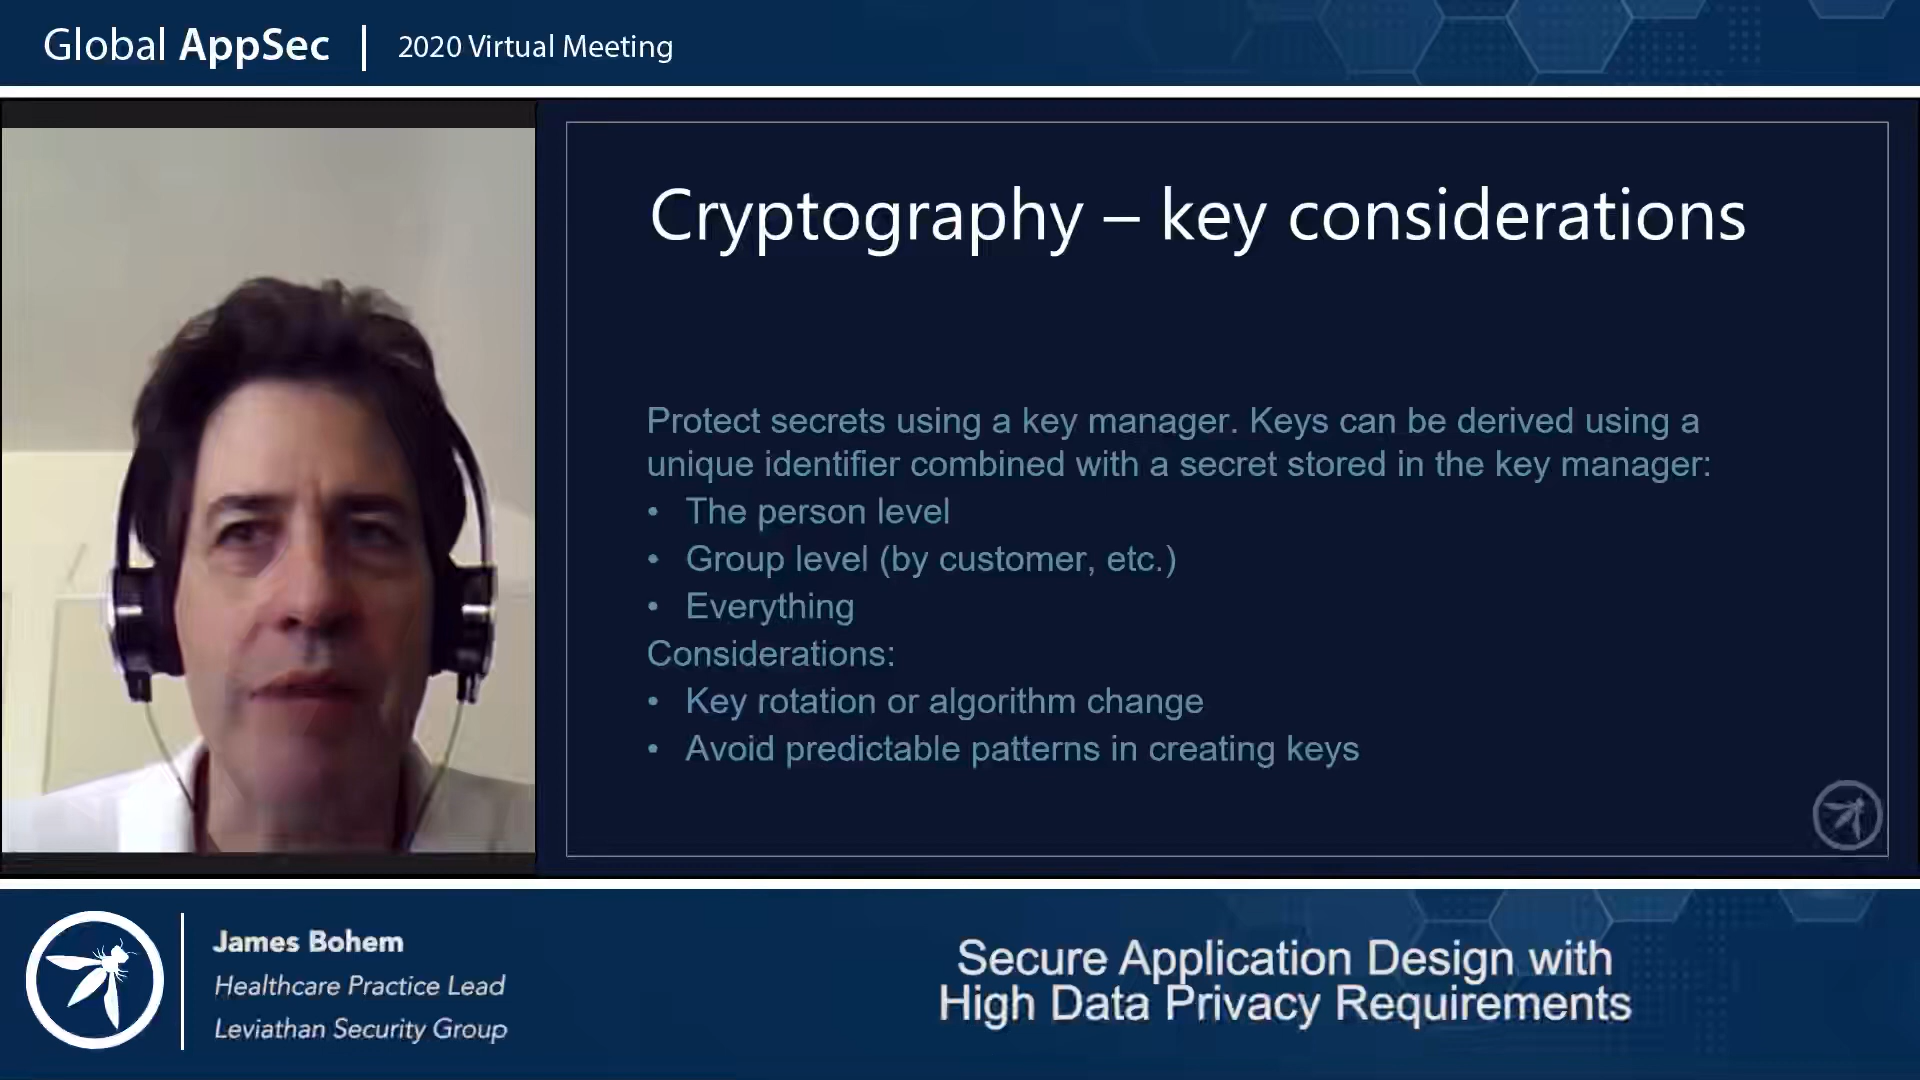 Global AppSec | 2020 Virtual Meeting
Cryptography – key considerations
Protect secrets using a key manager. Keys can be derived using a
unique identifier combined with a secret stored in the key manager:
• The person level
• Group level (by customer, etc.)
• Everything
Considerations:
• Key rotation or algorithm change
• Avoid predictable patterns in creating keys
James Bohem
Healthcare Practice Lead
Leviathan Security Group
Secure Application Design with
High Data Privacy Requirements